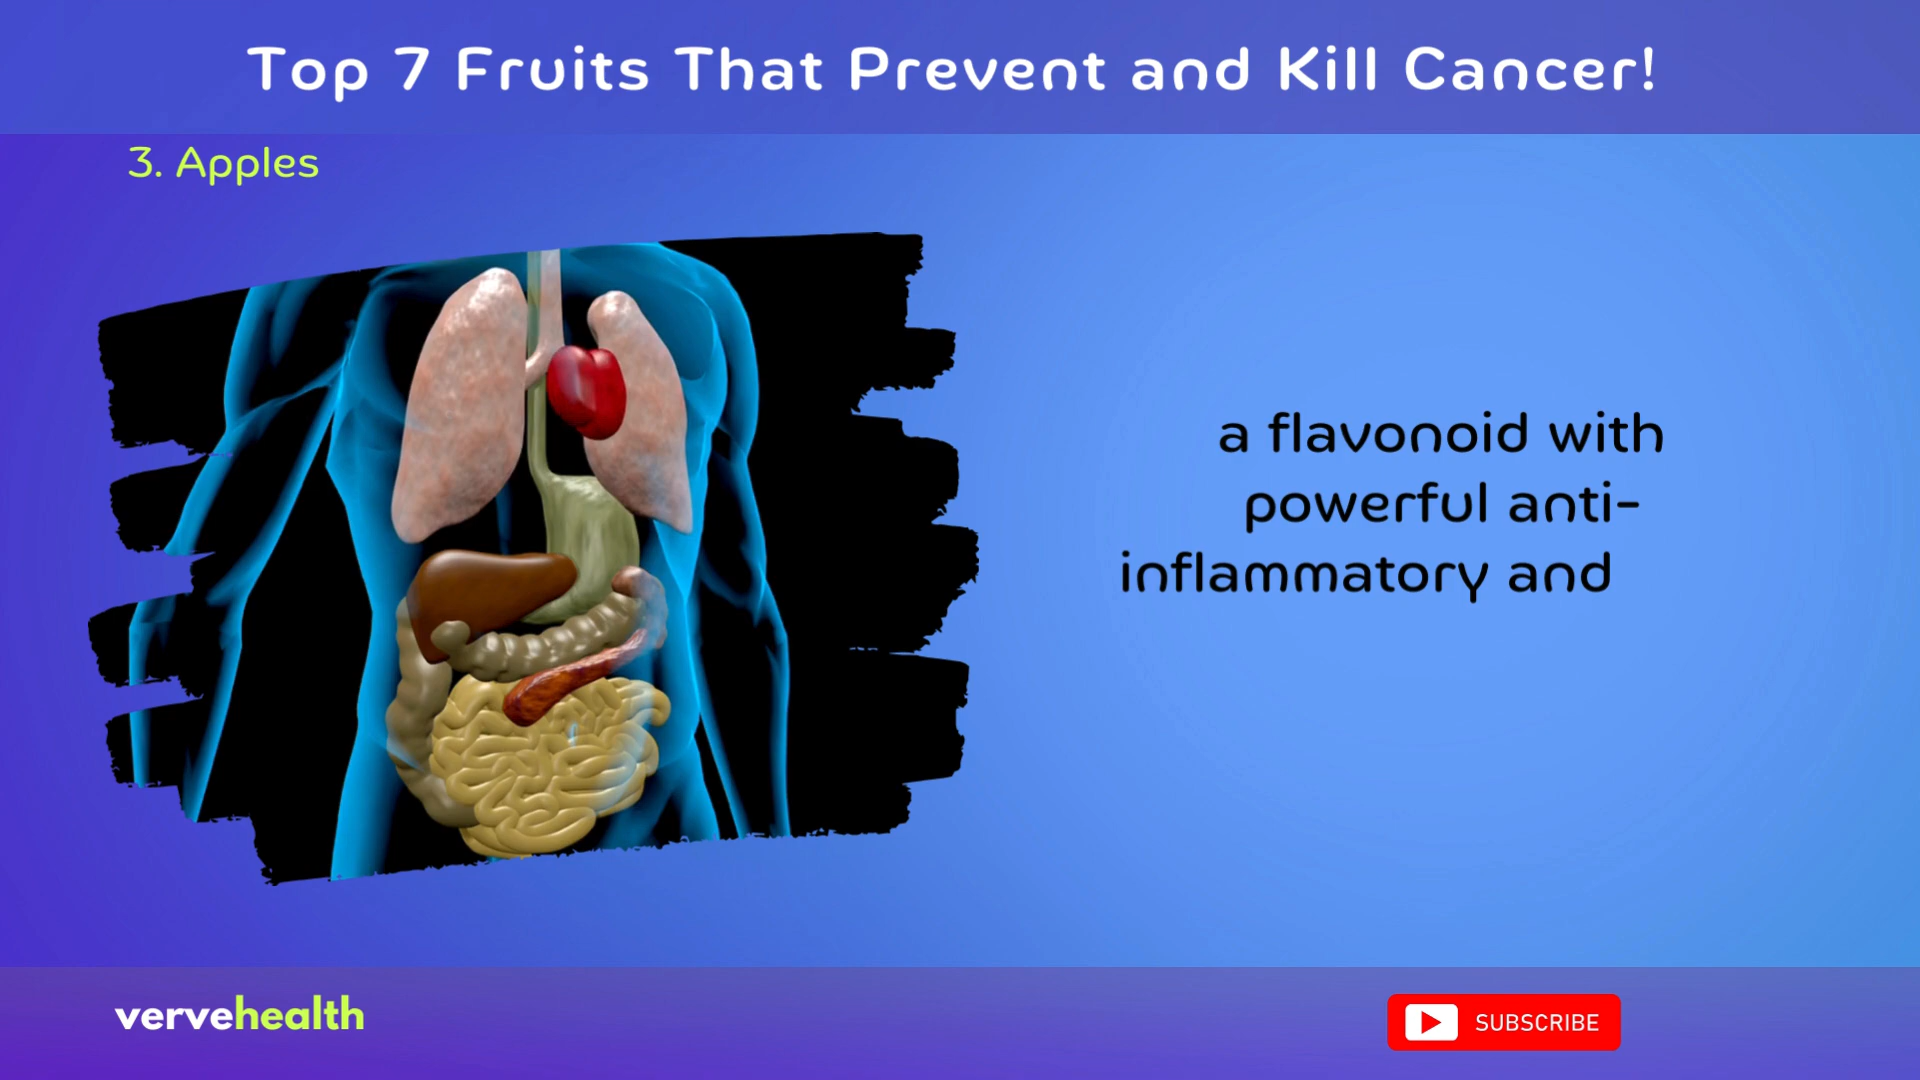 Top 7 Fruits That Prevent and Kill Cancer!
3. Apples
a flavonoid with
powerful anti-
inflammatory and
vervehealth
SUBSCRIBE